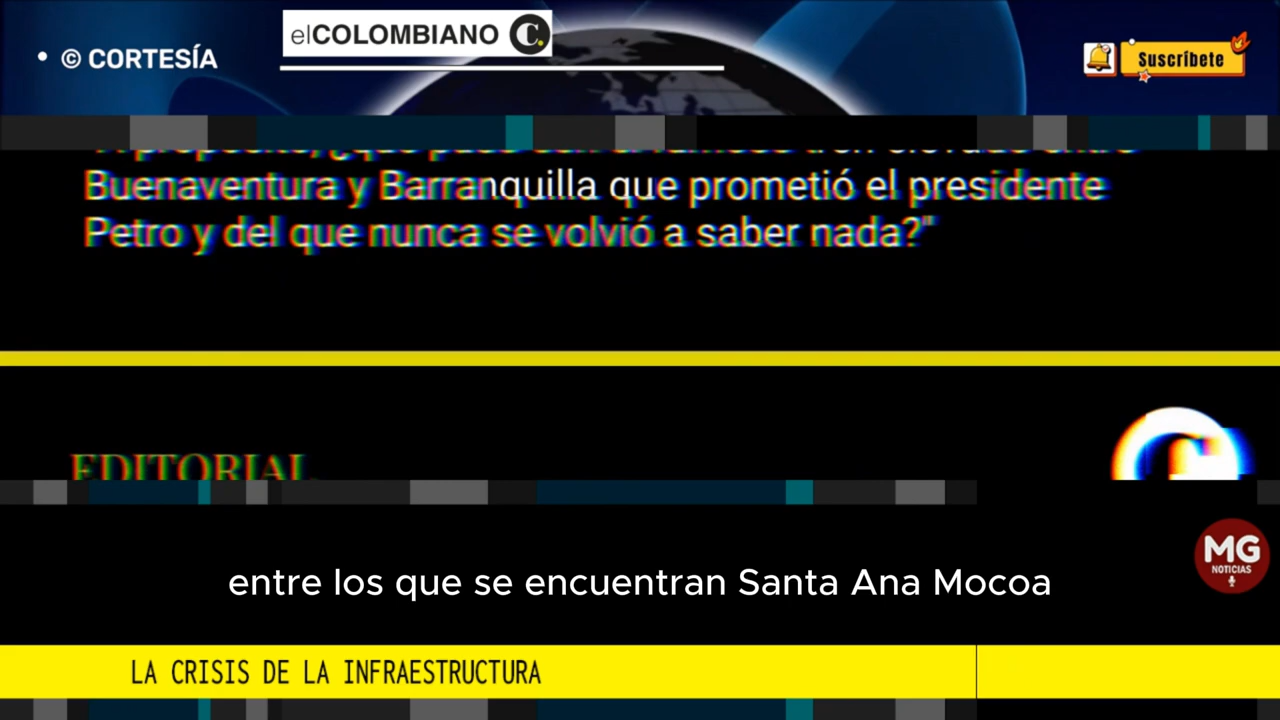 elCOLOMBIANO C.
• © CORTESÍA
Suscríbete
Buenaventura y Barranquilla que prometió el presidente
Petro y del que nunca se volvió a saber nada?"
EDITORIAL
MG
NOTICIAS
entre los que se encuentran Santa Ana Mocoa
LA CRISIS DE LA INFRAESTRUCTURA